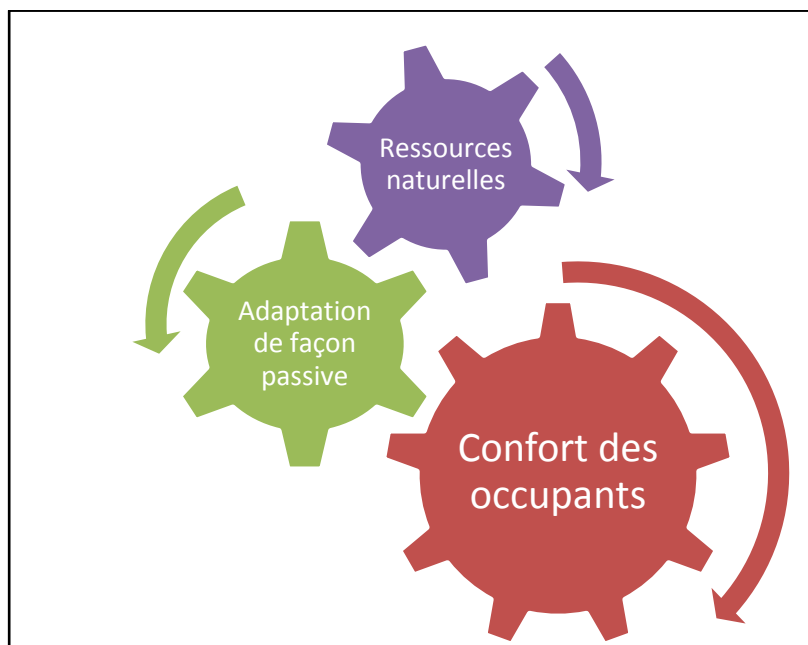 Ressources
naturelles
Adaptation
de façon
passive
Confort des
occupants